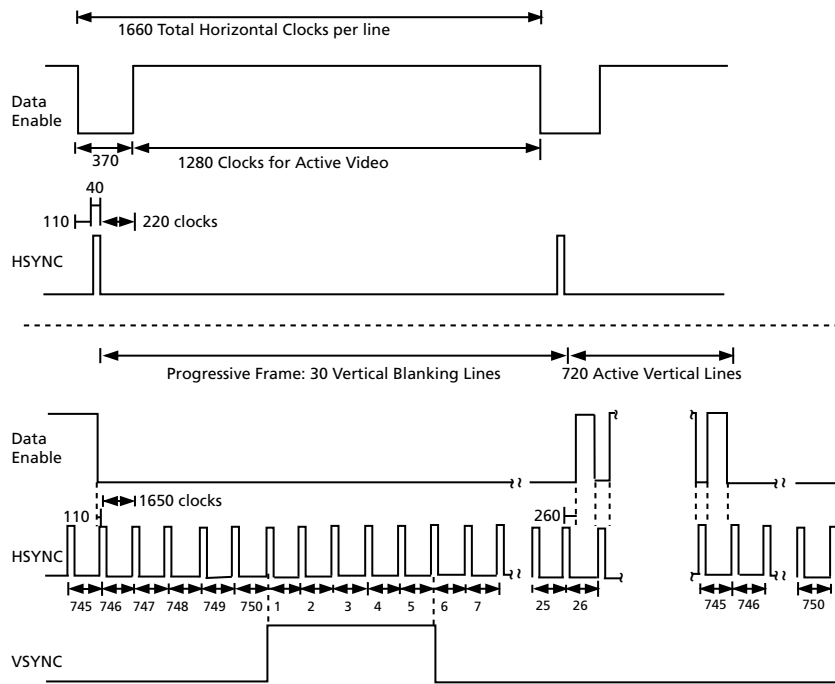 1660 Total Horizontal Clocks per line
Data
Enable
370
1280 Clocks for Active Video
40
110
220 clocks
HSYNC
Progressive Frame: 30 Vertical Blanking Lines
720 Active Vertical Lines
Data
Enable
1650 clocks
110
260
HSYNC
745 746 747 748 749 750 1 2 3 4 5 6 7 25 26 745 746 750
VSYNC